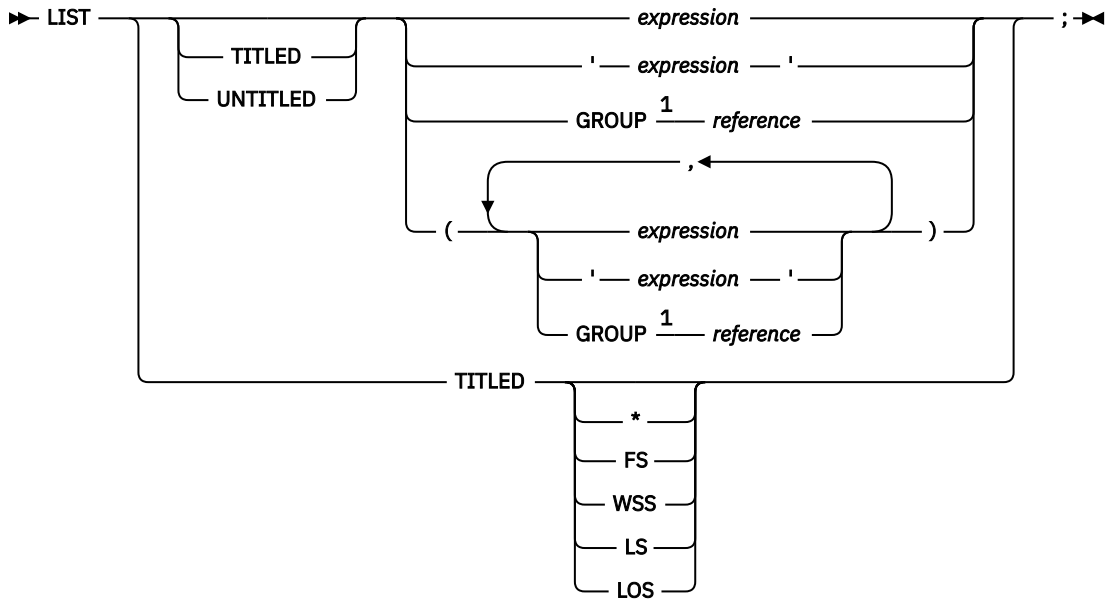 LIST expression ;
TITLED ' expression '
UNTITLED
GROUP 1 reference
,
( expression )
' expression '
GROUP 1 reference
TITLED
*
FS
WSS
LS
LOS